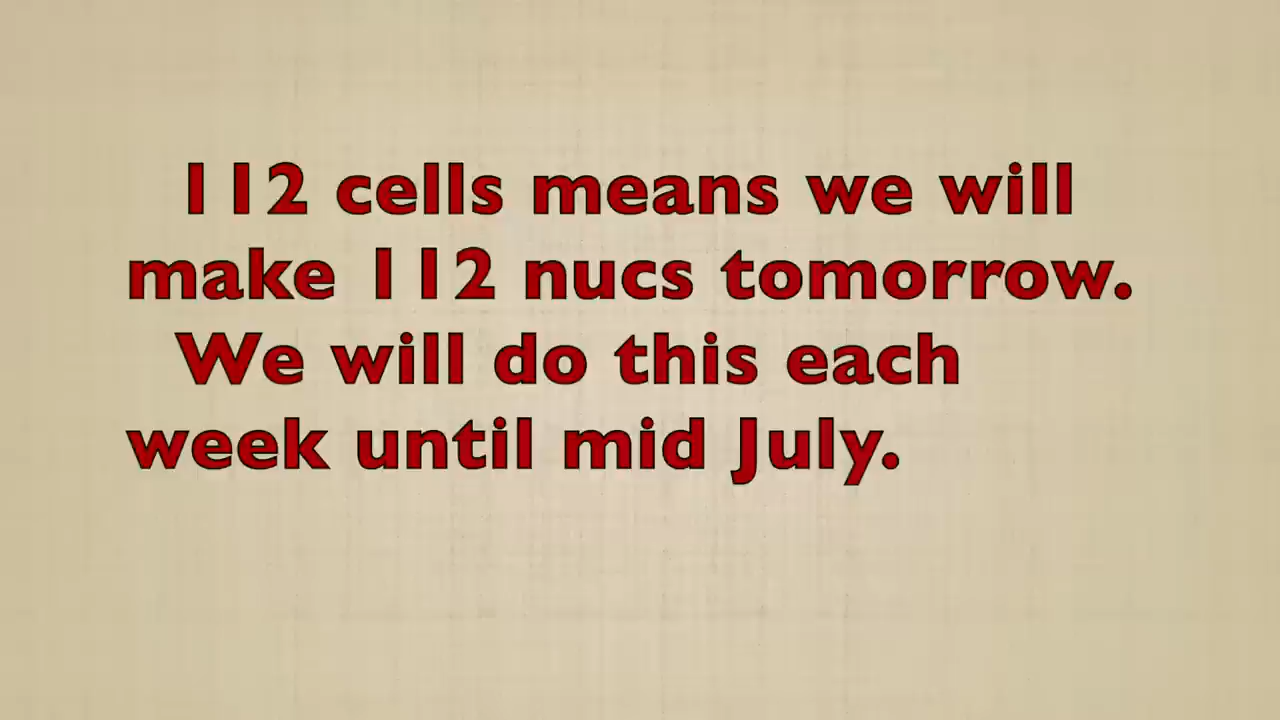 112 cells means we will
make 112 nucs tomorrow.
We will do this each
week until mid July.